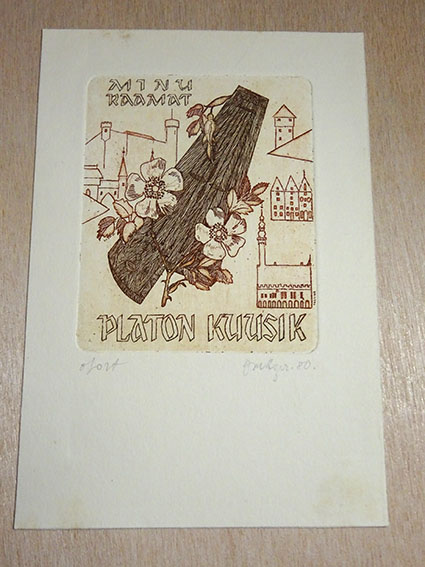 MINU
RAAMAT
PLATON KUUSIK
ofort